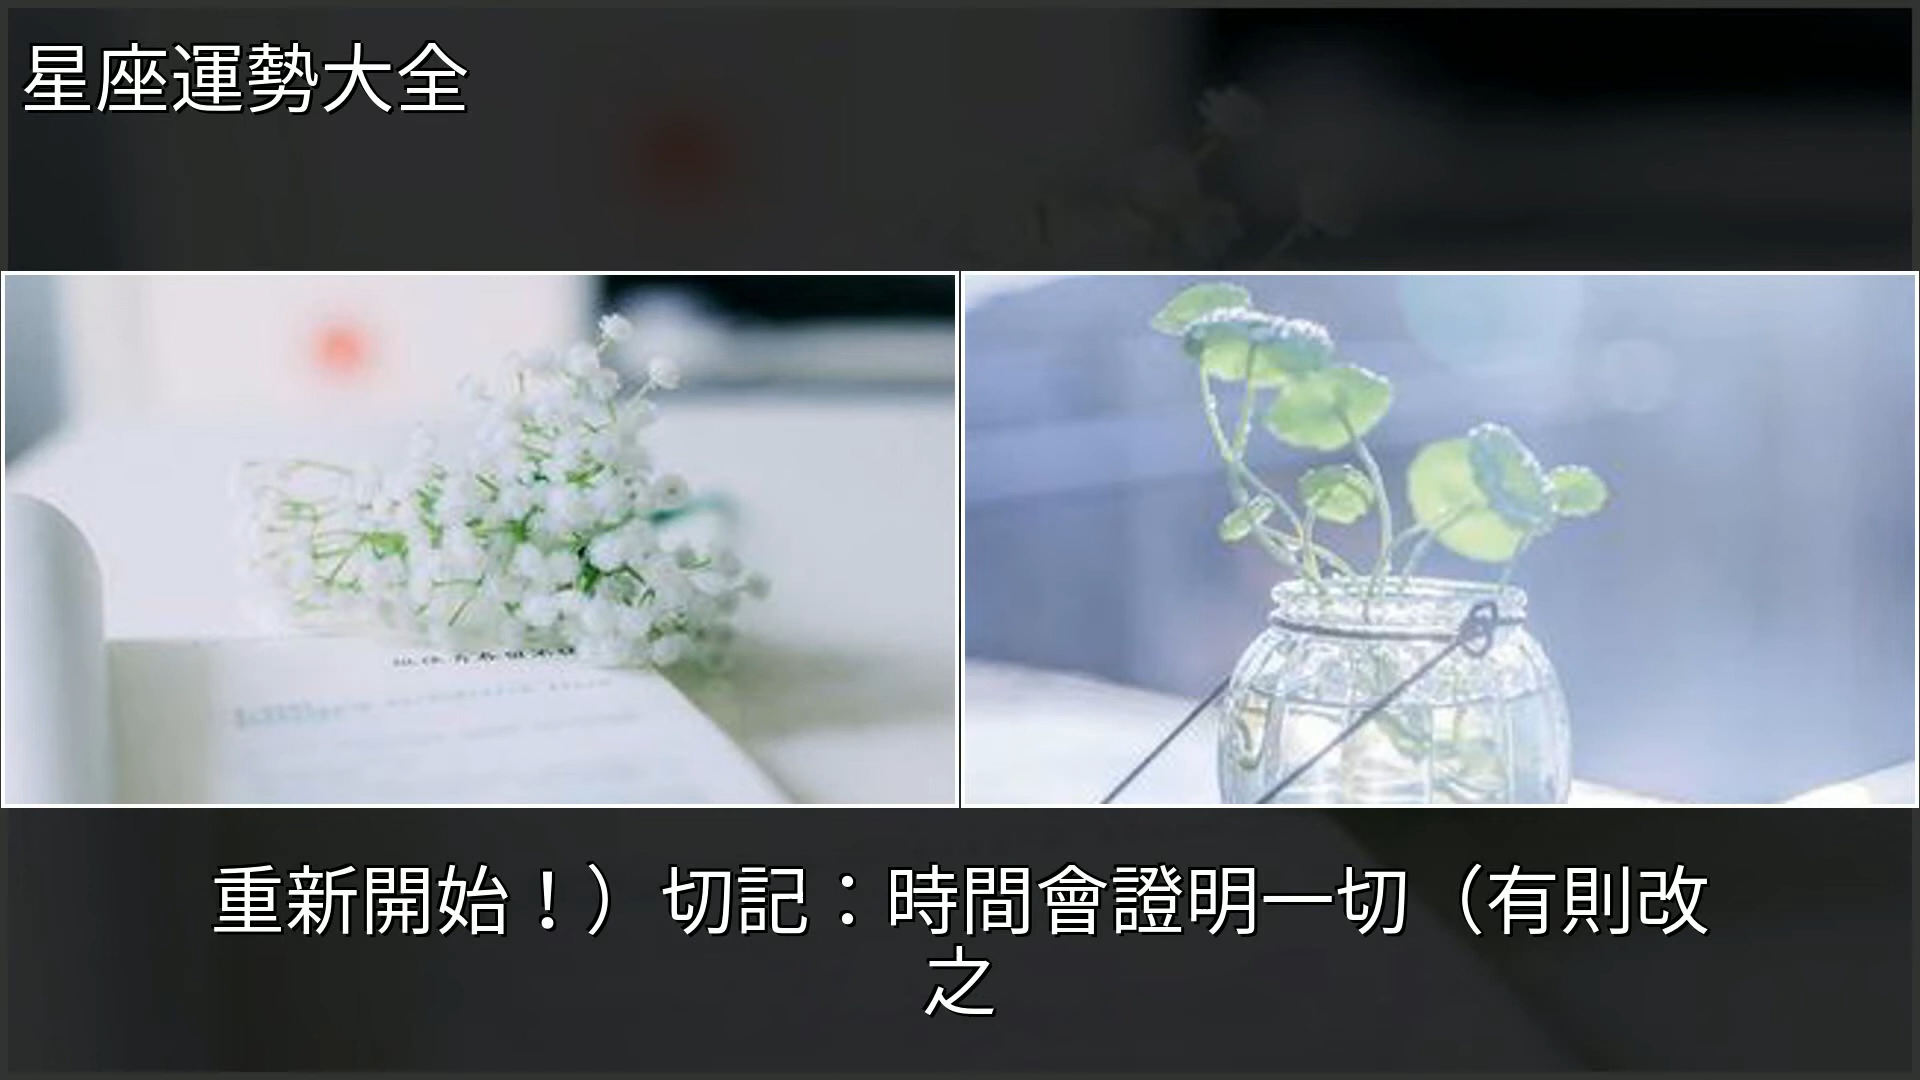 星座運勢大全
重新開始！）切記：時間會證明一切（有則改
之